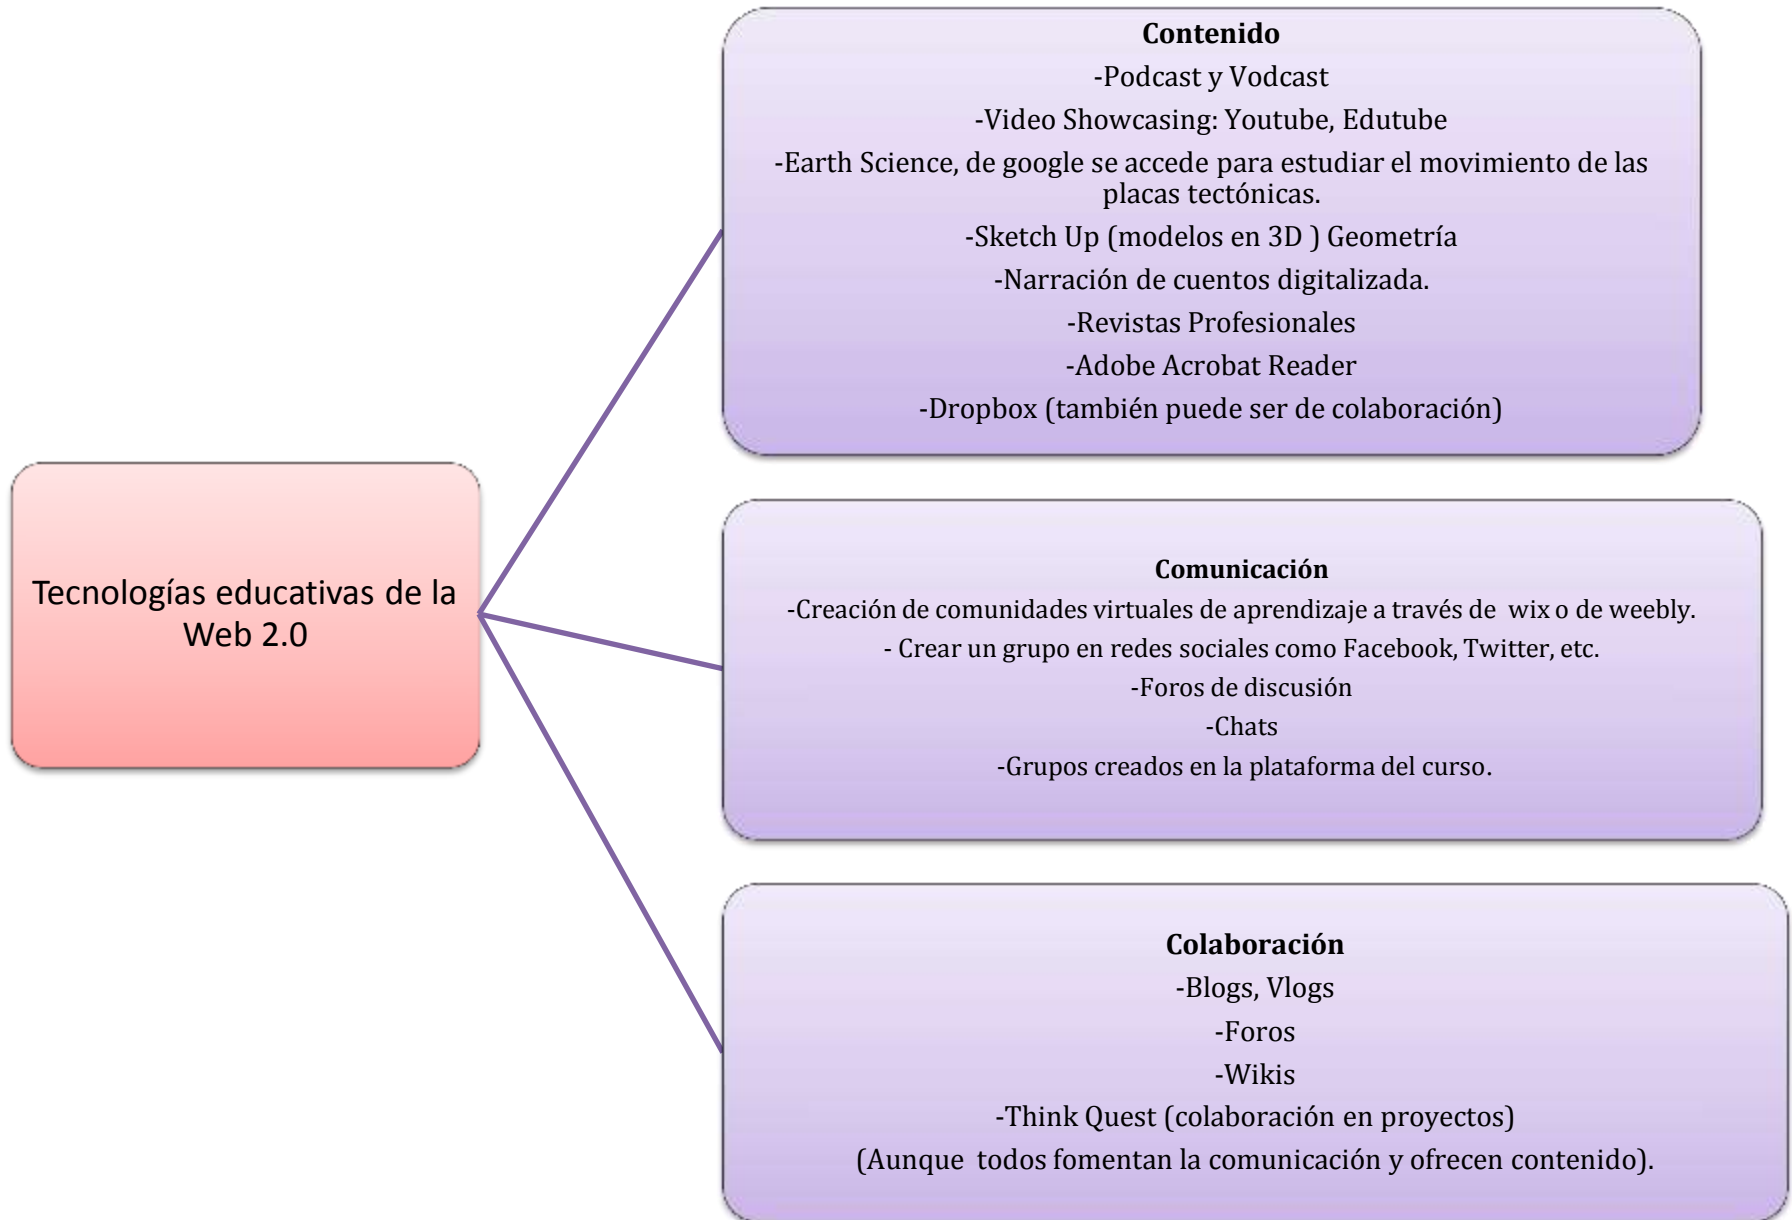 Contenido
-Podcast y Vodcast
-Video Showcasing: Youtube, Edutube
-Earth Science, de google se accede para estudiar el movimiento de las
placas tectónicas.
-Sketch Up (modelos en 3D ) Geometría
-Narración de cuentos digitalizada.
-Revistas Profesionales
-Adobe Acrobat Reader
-Dropbox (también puede ser de colaboración)
Tecnologías educativas de la
Web 2.0
Comunicación
-Creación de comunidades virtuales de aprendizaje a través de wix o de weebly.
- Crear un grupo en redes sociales como Facebook, Twitter, etc.
-Foros de discusión
-Chats
-Grupos creados en la plataforma del curso.
Colaboración
-Blogs, Vlogs
-Foros
-Wikis
-Think Quest (colaboración en proyectos)
(Aunque todos fomentan la comunicación y ofrecen contenido).